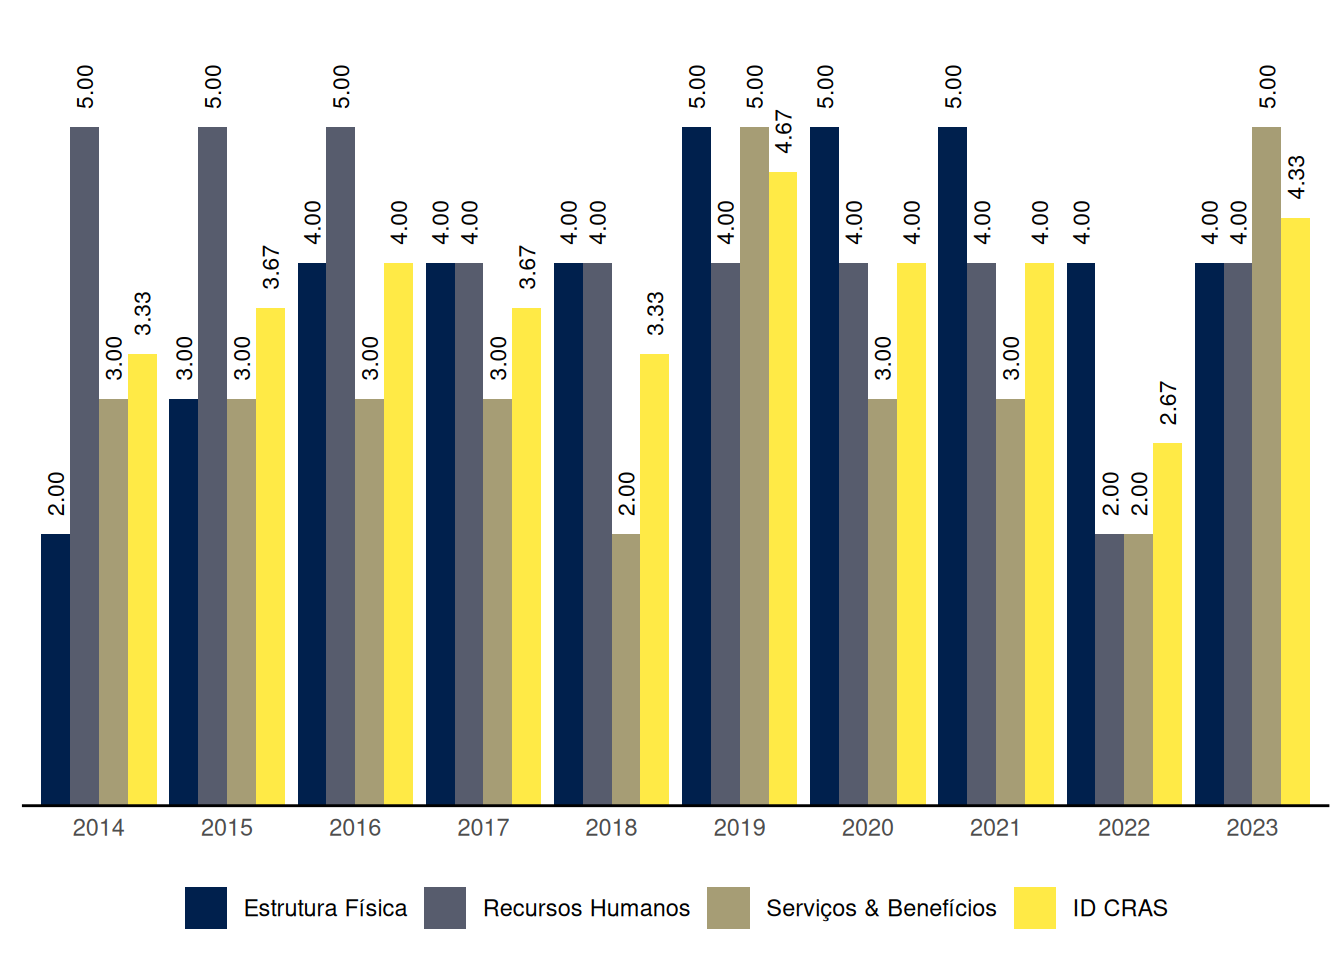 5.00 5.00 5.00 5.00 5.00 5.00 5.00 5.00
4.67
4.33
4.00 4.00 4.00 4.00 4.00 4.00 4.00 4.00 4.00 4.00 4.00 4.00 4.00 4.00
3.67 3.67
3.33 3.33
3.00 3.00 3.00 3.00 3.00 3.00 3.00
2.67
2.00 2.00 2.00 2.00
2014 2015 2016 2017 2018 2019 2020 2021 2022 2023
Estrutura Física Recursos Humanos Serviços & Benefícios ID CRAS